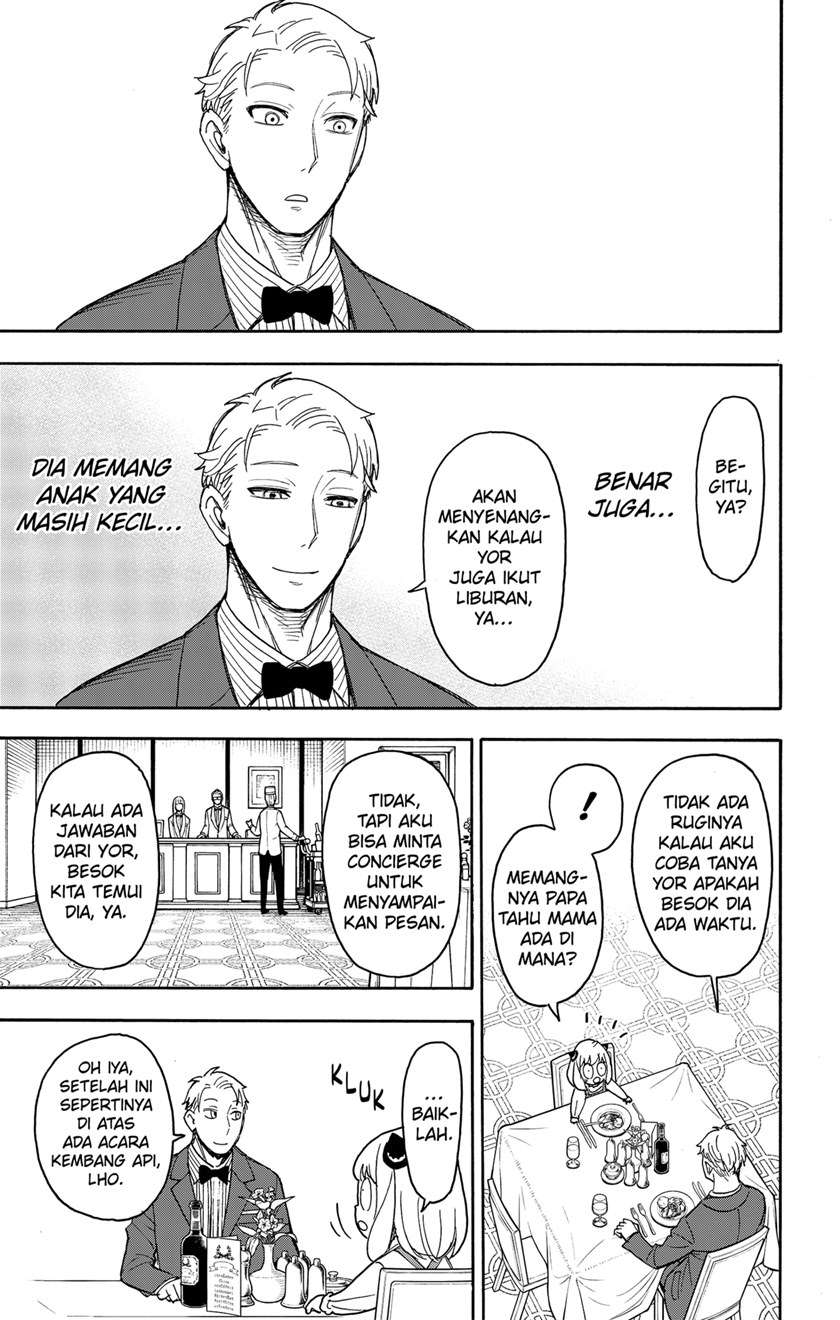 BE-
GITU,
YA?
BENAR
JUGA...
AKAN
MENYENANG-
KAN KALAU
YOR
JUGA IKUT
LIBURAN,
YA...
DIA MEMANG
ANAK YANG
MASIH KECIL...
TIDAK ADA
RUGINYA
KALAU AKU
COBA TANYA
YOR APAKAH
BESOK DIA
ADA WAKTU.
!
MEMANG-
NYA PAPA
TAHU MAMA
ADA DI
MANA?
TIDAK,
TAPI AKU
BISA MINTA
CONCIERGE
UNTUK
MENYAMPAI-
KAN PESAN.
KALAU ADA
JAWABAN
DARI YOR,
BESOK
KITA TEMUI
DIA, YA.
...
BAIK-
LAH.
KLUK
OH IYA,
SETELAH INI
SEPERTINYA
DI ATAS
ADA ACARA
KEMBANG API,
LHO.